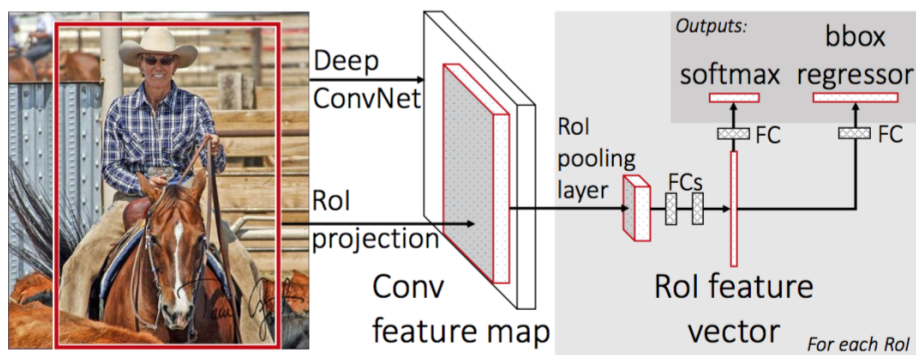 Deep
ConvNet
RoI
projection
Conv
feature map
RoI
pooling
layer
FCs
Outputs:
softmax
bbox
regressor
FC
FC
RoI feature
vector
For each RoI